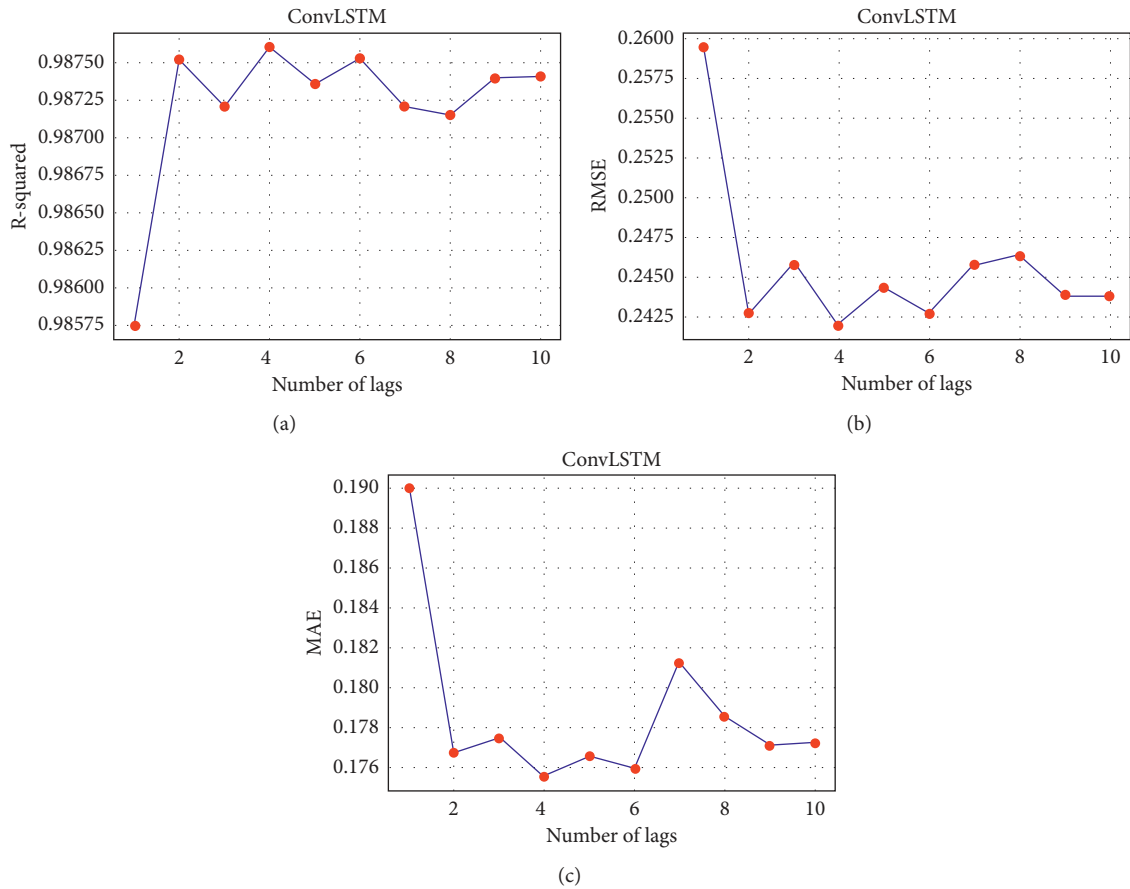 ConvLSTM
0.98750
0.98725
0.98700
0.98675
0.98650
0.98625
0.98600
0.98575
R-squared
2 4 6 8 10
Number of lags
(a)
ConvLSTM
0.2600
0.2575
0.2550
0.2525
0.2500
0.2475
0.2450
0.2425
RMSE
2 4 6 8 10
Number of lags
(b)
ConvLSTM
0.190
0.188
0.186
0.184
0.182
0.180
0.178
0.176
MAE
2 4 6 8 10
Number of lags
(c)